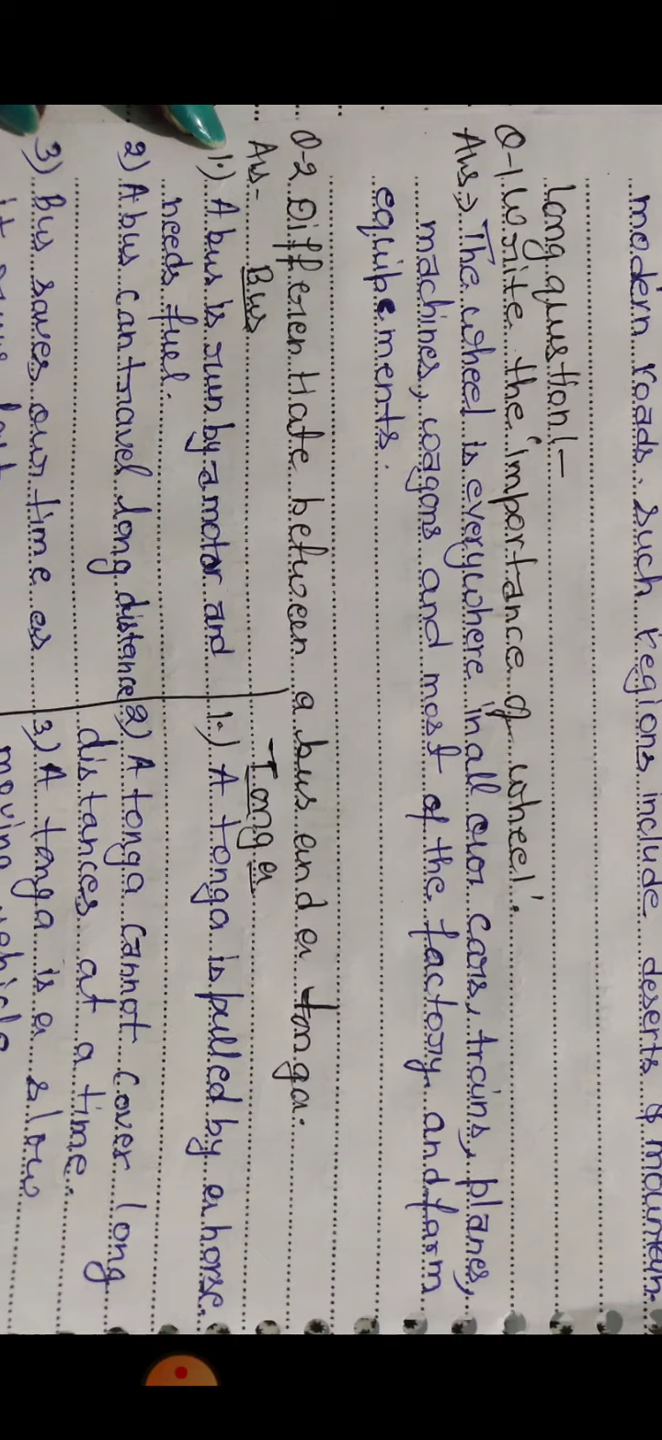 modern roads. Such regions include deserts & mountain.
Long qustion!-
Q-1. Write the 'importance of wheel'.
Ans→ The wheel is everywhere in all our cars, trains, planes,
machines, wagons and most of the factory and farm
equipements.
Q-2. Differentiate between a bus and a tonga.
Ans- Bus
Tonga
1.) A bus is run by a motor and
needs fuel.
2) A bus can travel long distance
3) Bus saves our time as
1.) A tonga is pulled by a horse.
2) A tonga cannot cover long
distances at a time.
3) A tonga is a slow
moving vehicle